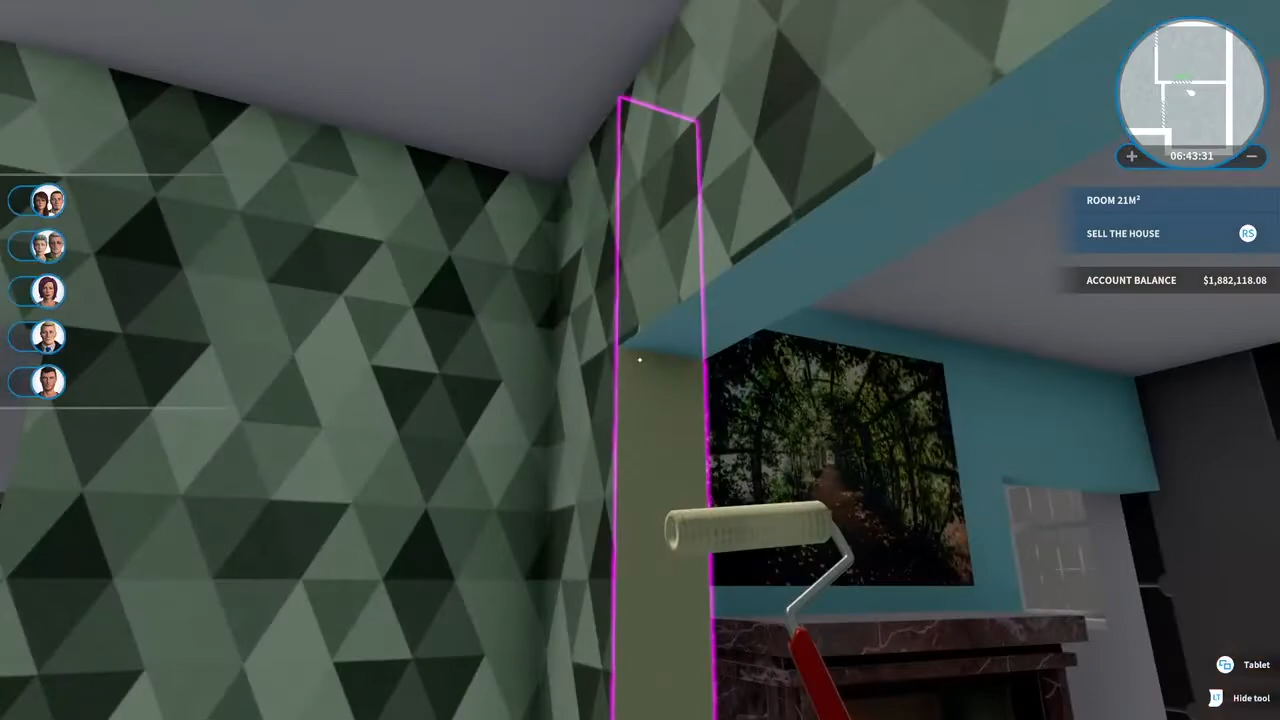 06:43:31
ROOM 21M²
SELL THE HOUSE RS
ACCOUNT BALANCE $1,882,118.08
Tablet
LT Hide tool